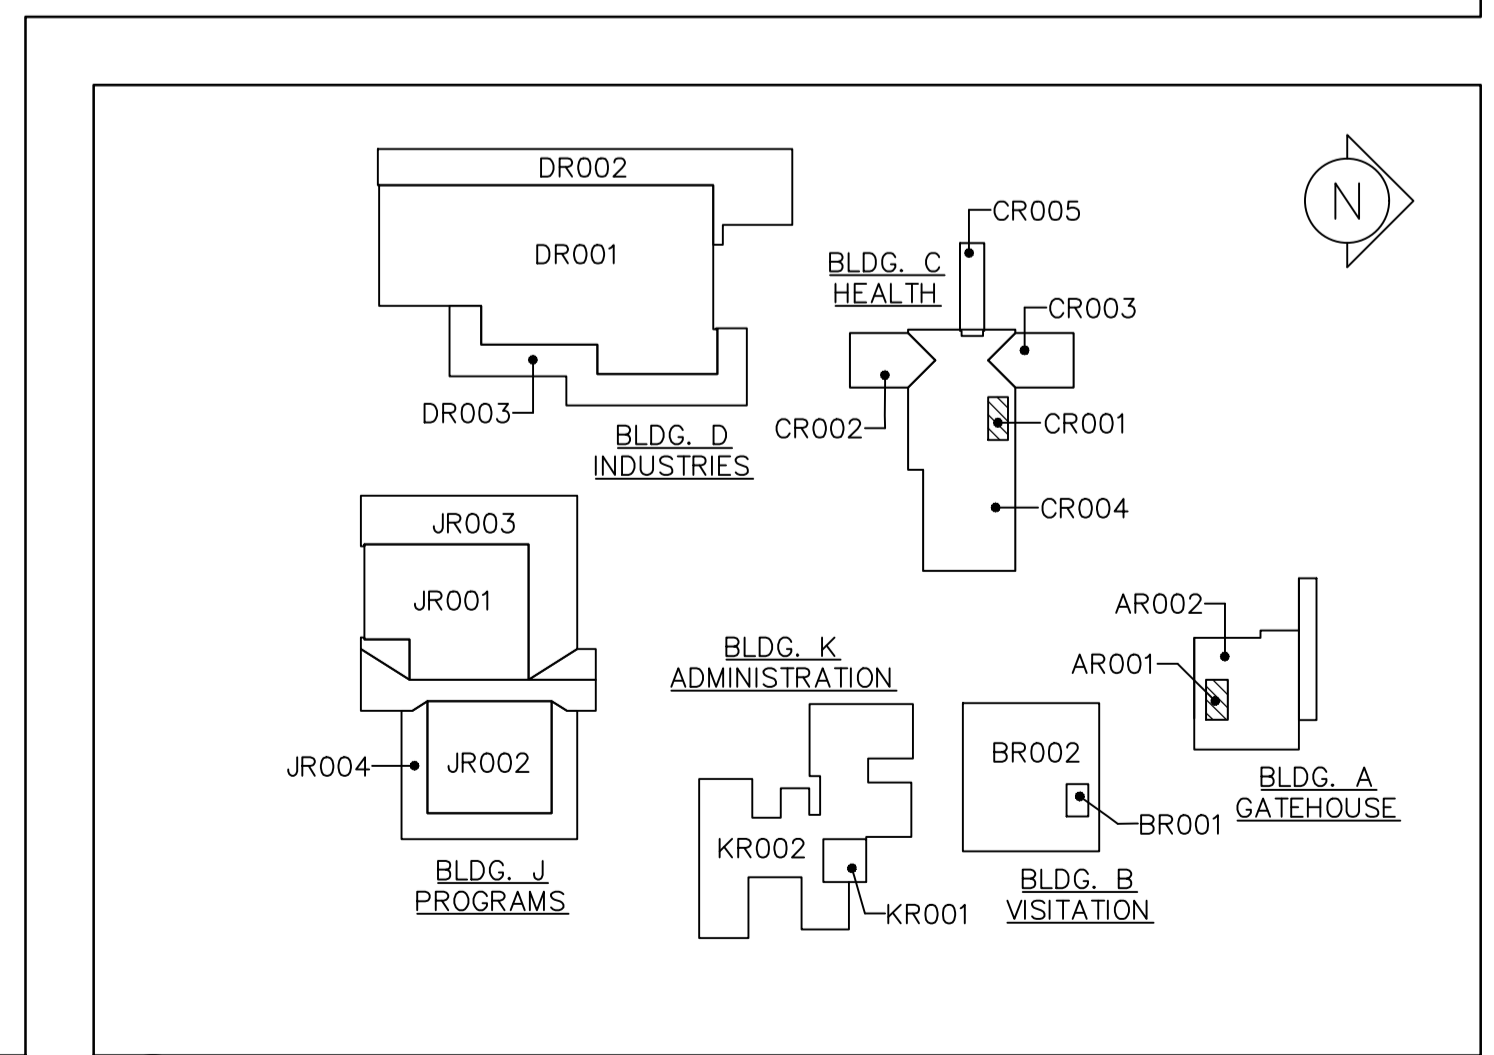 DR002
DR001
DR003
BLDG. D
INDUSTRIES
CR005
BLDG. C
HEALTH
CR003
CR002
CR001
CR004
N
JR003
JR001
JR004
JR002
BLDG. J
PROGRAMS
BLDG. K
ADMINISTRATION
KR002
KR001
BR002
BR001
BLDG. B
VISITATION
AR002
AR001
BLDG. A
GATEHOUSE